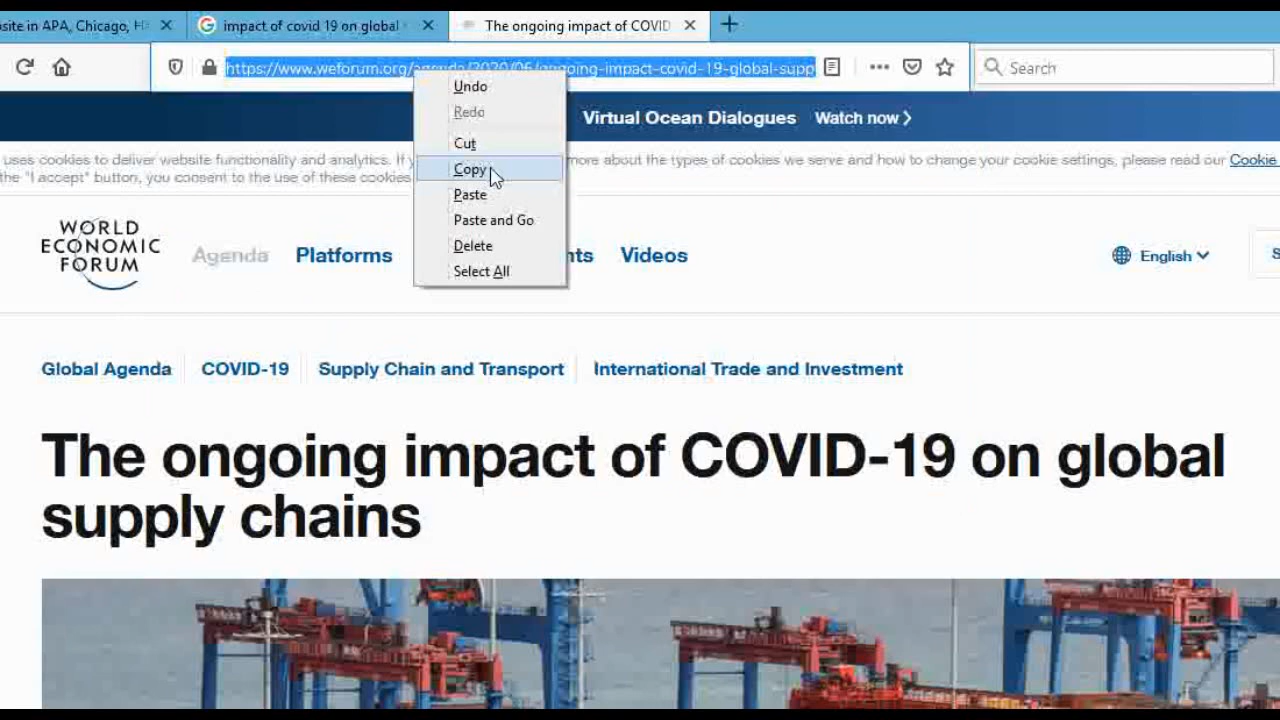 site in APA, Chicago,
impact of covid 19 on global
The ongoing impact of COVID
https://www.weforum.org/agenda/2020/06/ongoing-impact-covid-19-global-supp
Search
Undo
Redo
Cut
Copy
Paste
Paste and Go
Delete
Select All
Virtual Ocean Dialogues Watch now
uses cookies to deliver website functionality and analytics. If y more about the types of cookies we serve and how to change your cookie settings, please read our Cookie
the "I accept" button, you consent to the use of these cookies
WORLD
ECONOMIC
FORUM
Agenda Platforms nts Videos
English
S
Global Agenda COVID-19 Supply Chain and Transport International Trade and Investment
The ongoing impact of COVID-19 on global
supply chains